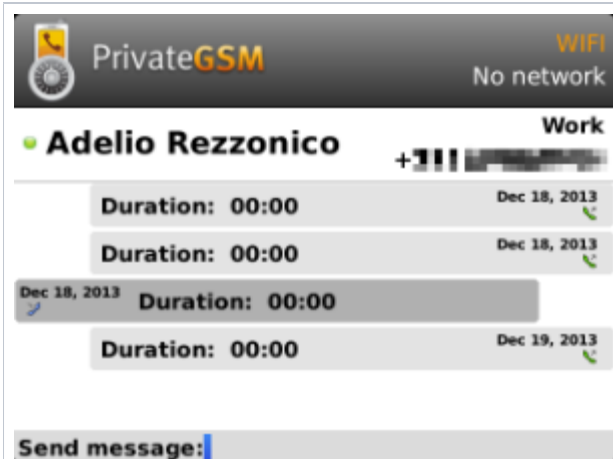 PrivateGSM
WIFI
No network
Adelio Rezzonico
Work
Duration: 00:00
Dec 18, 2013
Duration: 00:00
Dec 18, 2013
Dec 18, 2013
Duration: 00:00
Duration: 00:00
Dec 19, 2013
Send message: